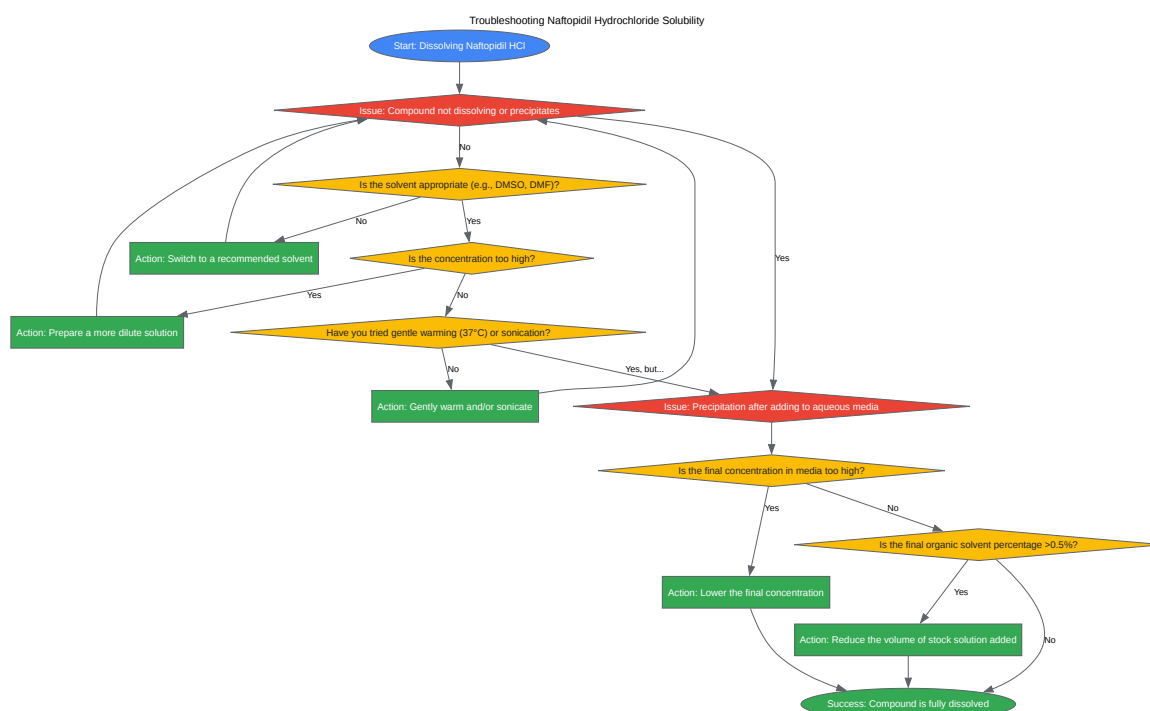 Troubleshooting Naftopidil Hydrochloride Solubility
Start: Dissolving Naftopidil HCl
Issue: Compound not dissolving or precipitates
No
Is the solvent appropriate (e.g., DMSO, DMF)?
No
Yes
Action: Switch to a recommended solvent
Is the concentration too high?
Yes
Yes
No
Action: Prepare a more dilute solution
Have you tried gentle warming (37°C) or sonication?
No
Yes, but...
Action: Gently warm and/or sonicate
Issue: Precipitation after adding to aqueous media
Is the final concentration in media too high?
Yes
No
Is the final organic solvent percentage >0.5%?
Action: Lower the final concentration
Yes
Action: Reduce the volume of stock solution added
No
Success: Compound is fully dissolved